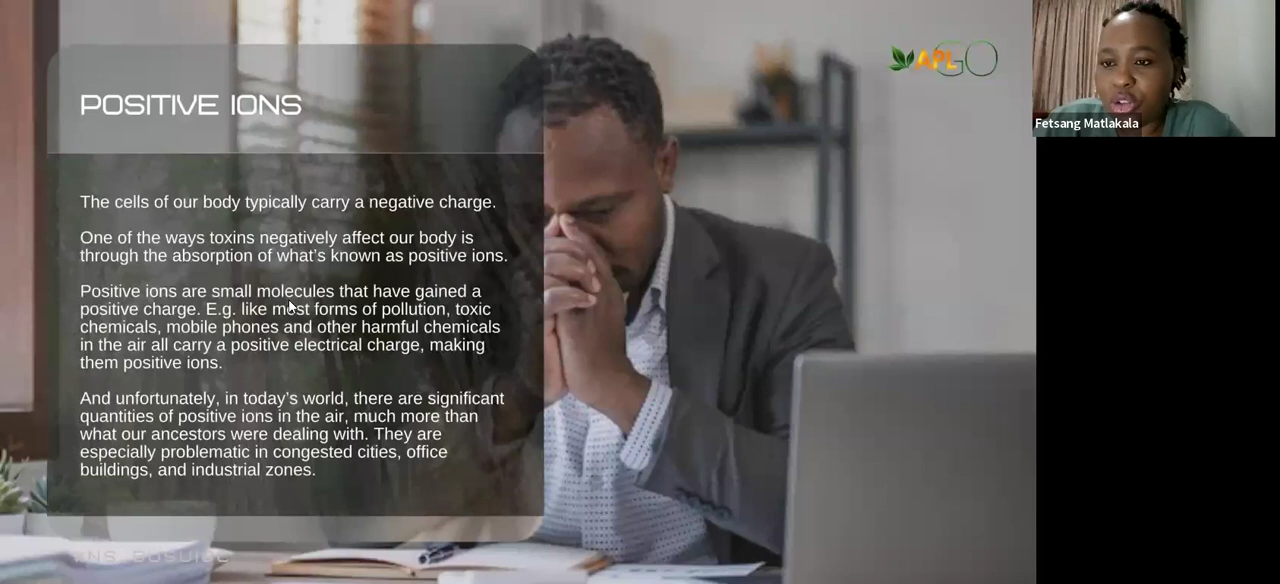 POSITIVE IONS
APLGO
Fetsang Matlakala
The cells of our body typically carry a negative charge.
One of the ways toxins negatively affect our body is
through the absorption of what's known as positive ions.
Positive ions are small molecules that have gained a
positive charge. E.g. like most forms of pollution, toxic
chemicals, mobile phones and other harmful chemicals
in the air all carry a positive electrical charge, making
them positive ions.
And unfortunately, in today's world, there are significant
quantities of positive ions in the air, much more than
what our ancestors were dealing with. They are
especially problematic in congested cities, office
buildings, and industrial zones.